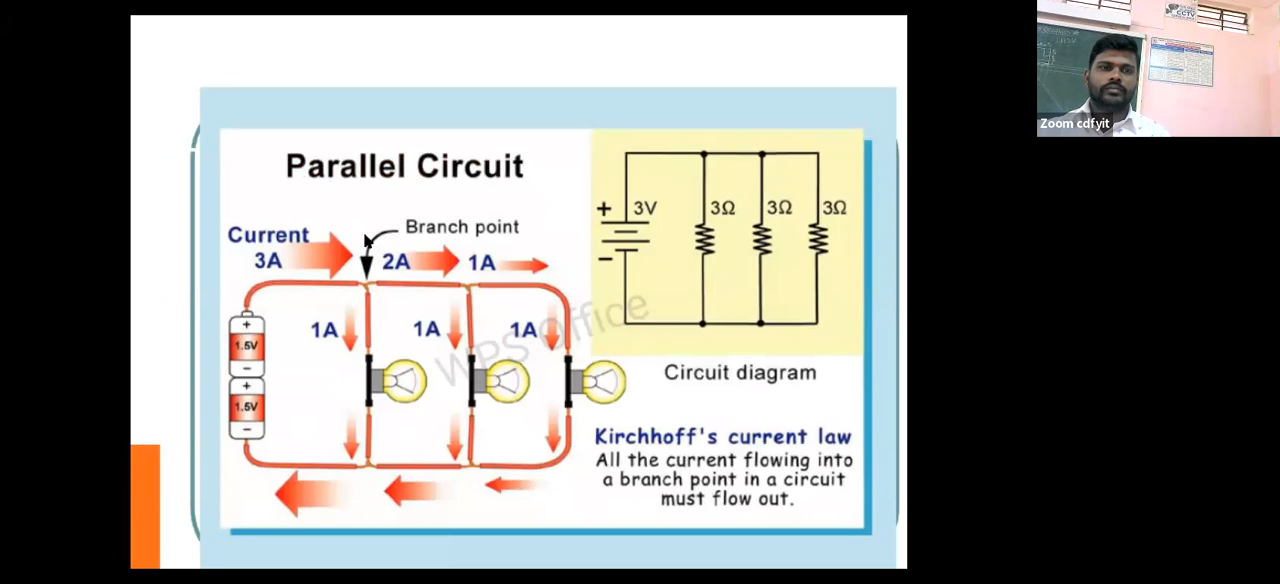 Parallel Circuit
Branch point
Current
3A
2A
1A
1A
1A
1A
+
1.5V
−
+
1.5V
−
WPS Office
+
3V
−
3Ω
3Ω
3Ω
Circuit diagram
Kirchhoff's current law
All the current flowing into
a branch point in a circuit
must flow out.
CCTV
Zoom cdfyit